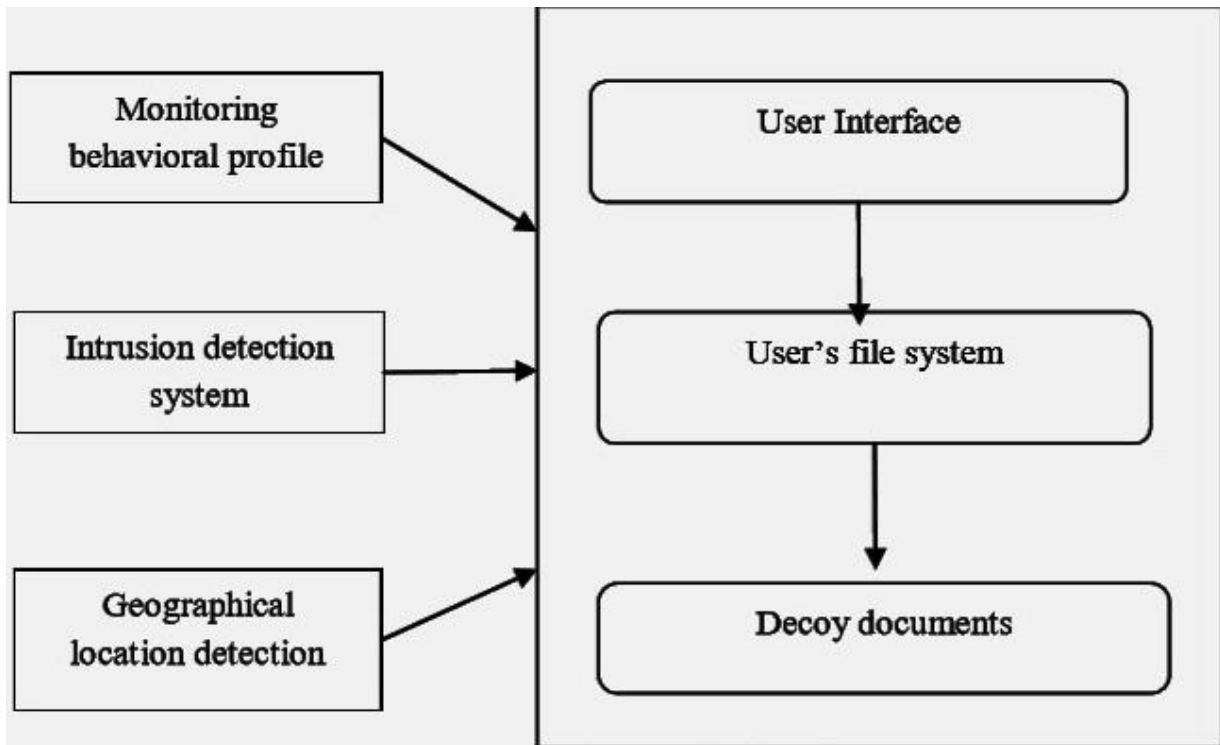 Monitoring
behavioral profile
Intrusion detection
system
Geographical
location detection
User Interface
User's file system
Decoy documents